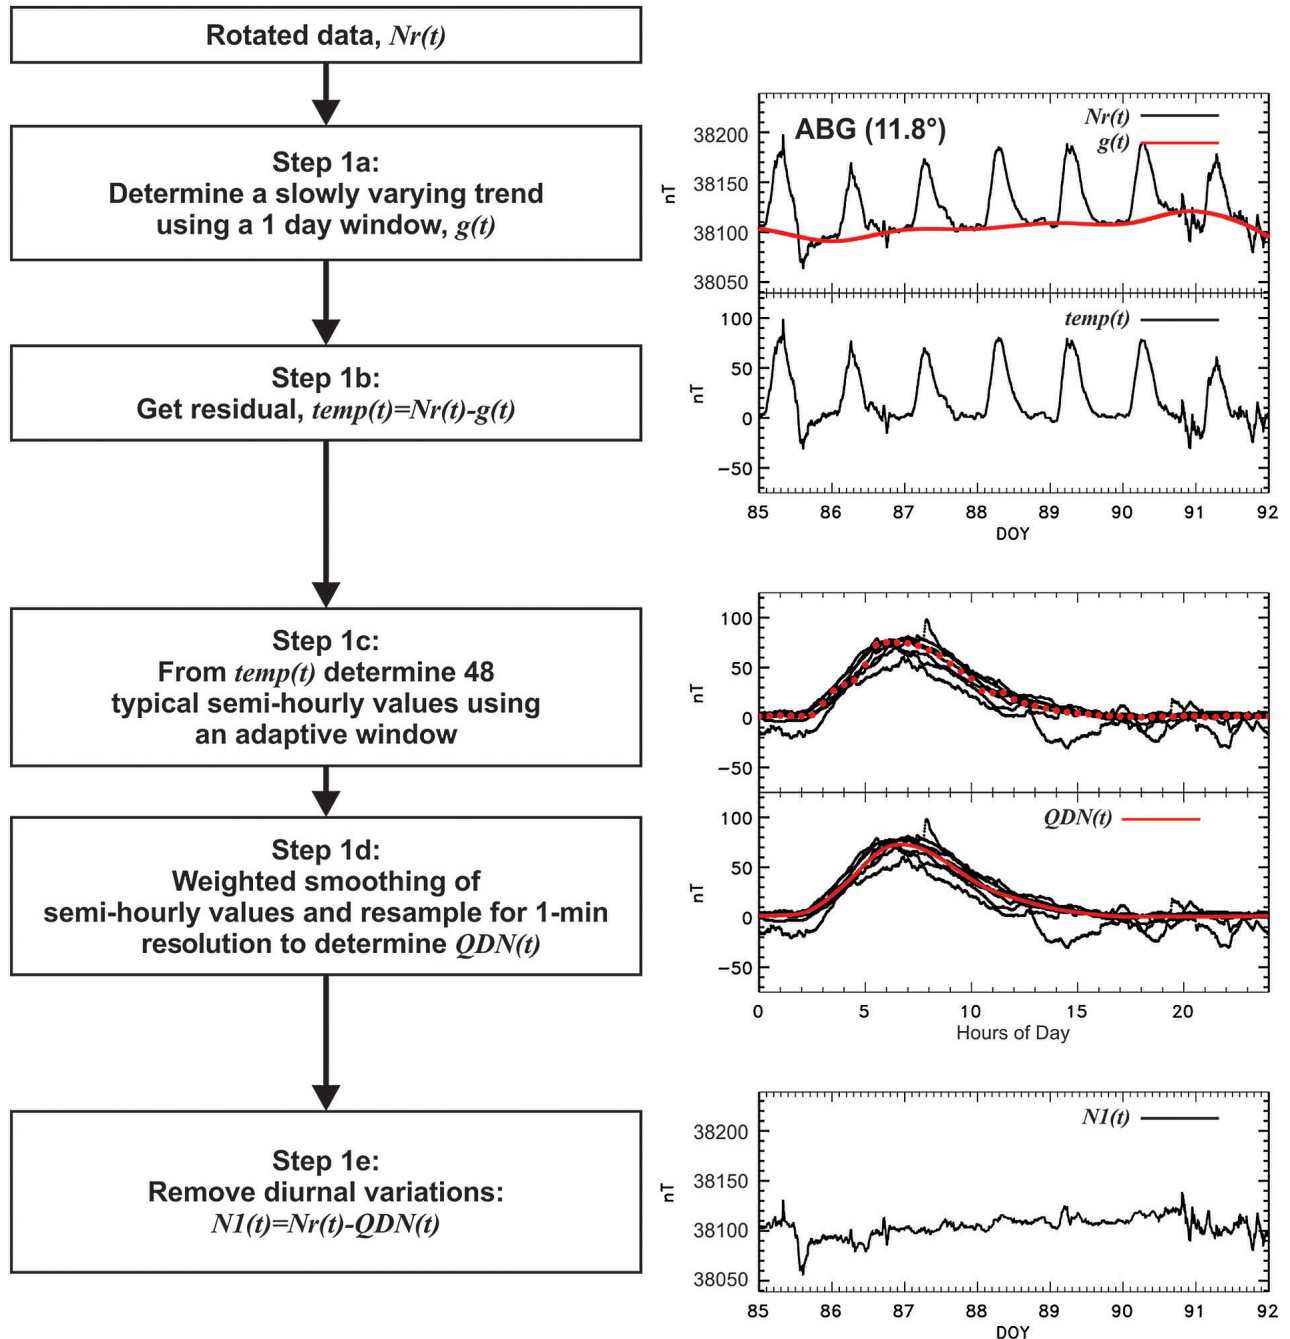 Rotated data, Nr(t)
Step 1a:
Determine a slowly varying trend
using a 1 day window, g(t)
Step 1b:
Get residual, temp(t)=Nr(t)-g(t)
Step 1c:
From temp(t) determine 48
typical semi-hourly values using
an adaptive window
Step 1d:
Weighted smoothing of
semi-hourly values and resample for 1-min
resolution to determine QDN(t)
Step 1e:
Remove diurnal variations:
N1(t)=Nr(t)-QDN(t)
ABG (11.8°)
Nr(t)
g(t)
38200
38150
38100
38050
nT
temp(t)
100
50
0
−50
nT
85 86 87 88 89 90 91 92
DOY
100
50
0
−50
nT
QDN(t)
100
50
0
−50
nT
0 5 10 15 20
Hours of Day
N1(t)
38200
38150
38100
38050
nT
85 86 87 88 89 90 91 92
DOY